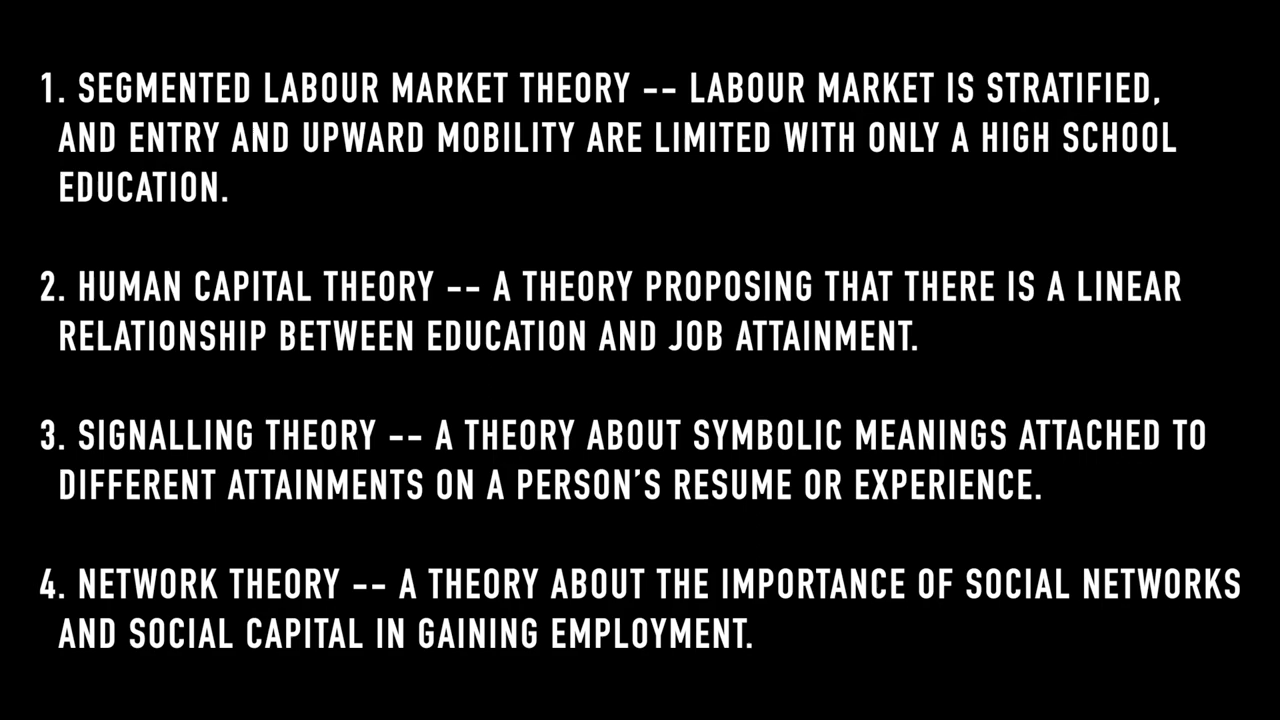 1. SEGMENTED LABOUR MARKET THEORY -- LABOUR MARKET IS STRATIFIED,
AND ENTRY AND UPWARD MOBILITY ARE LIMITED WITH ONLY A HIGH SCHOOL
EDUCATION.
2. HUMAN CAPITAL THEORY -- A THEORY PROPOSING THAT THERE IS A LINEAR
RELATIONSHIP BETWEEN EDUCATION AND JOB ATTAINMENT.
3. SIGNALLING THEORY -- A THEORY ABOUT SYMBOLIC MEANINGS ATTACHED TO
DIFFERENT ATTAINMENTS ON A PERSON’S RESUME OR EXPERIENCE.
4. NETWORK THEORY -- A THEORY ABOUT THE IMPORTANCE OF SOCIAL NETWORKS
AND SOCIAL CAPITAL IN GAINING EMPLOYMENT.